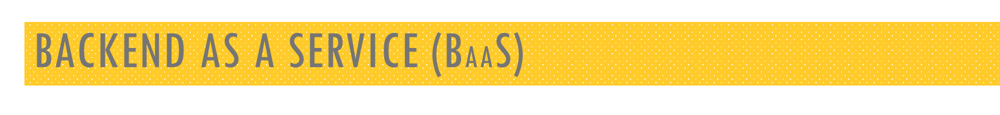 BACKEND AS A SERVICE (BAAS)